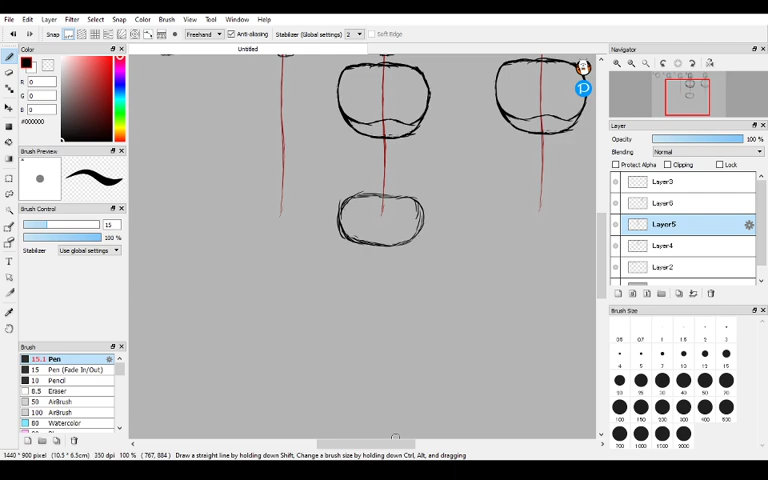 File Edit Layer Select Snap Color Brush View Tool Window Help
Snap Freehand Anti-aliasing Stabilizer (Global settings) 2 Soft Edge
Color
Untitled
Navigator
R 0
G 0
B 0
#000000
Layer
Opacity 100 %
Brush Preview
Blending Normal
Protect Alpha Clipping Lock
Layer3
Layer6
Brush Control
Layer5
15
100 %
Layer4
Stabilizer Use global settings
Layer2
Brush Size
Brush
15.1 Pen
15 Pen (Fade In/Out)
10 Pencil
8.5 Eraser
50 AirBrush
100 AirBrush
80 Watercolor
1440 * 900 pixel (10.5 * 6.5cm) 350 dpi 100 % ( 767, 884 ) Draw a straight line by holding down Shift, Change a brush size by holding down Ctrl, Alt, and dragging